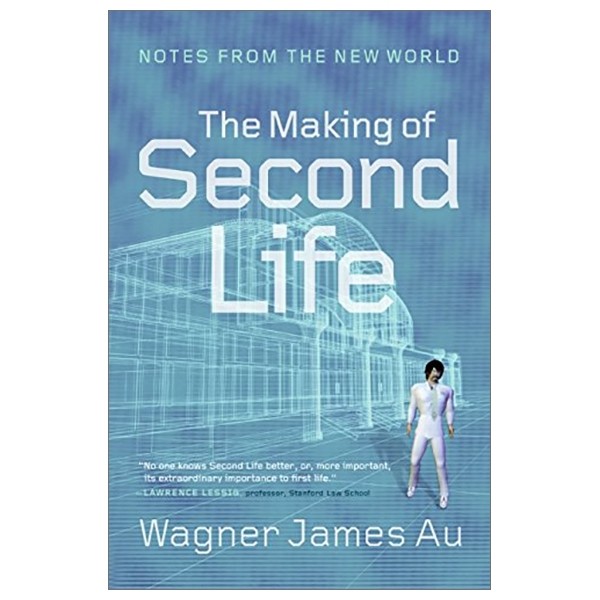 NOTES FROM THE NEW WORLD
The Making of
Second
Life
"No one knows Second Life better, or, more important,
its extraordinary importance to first life."
– LAWRENCE LESSIG, professor, Stanford Law School
Wagner James Au